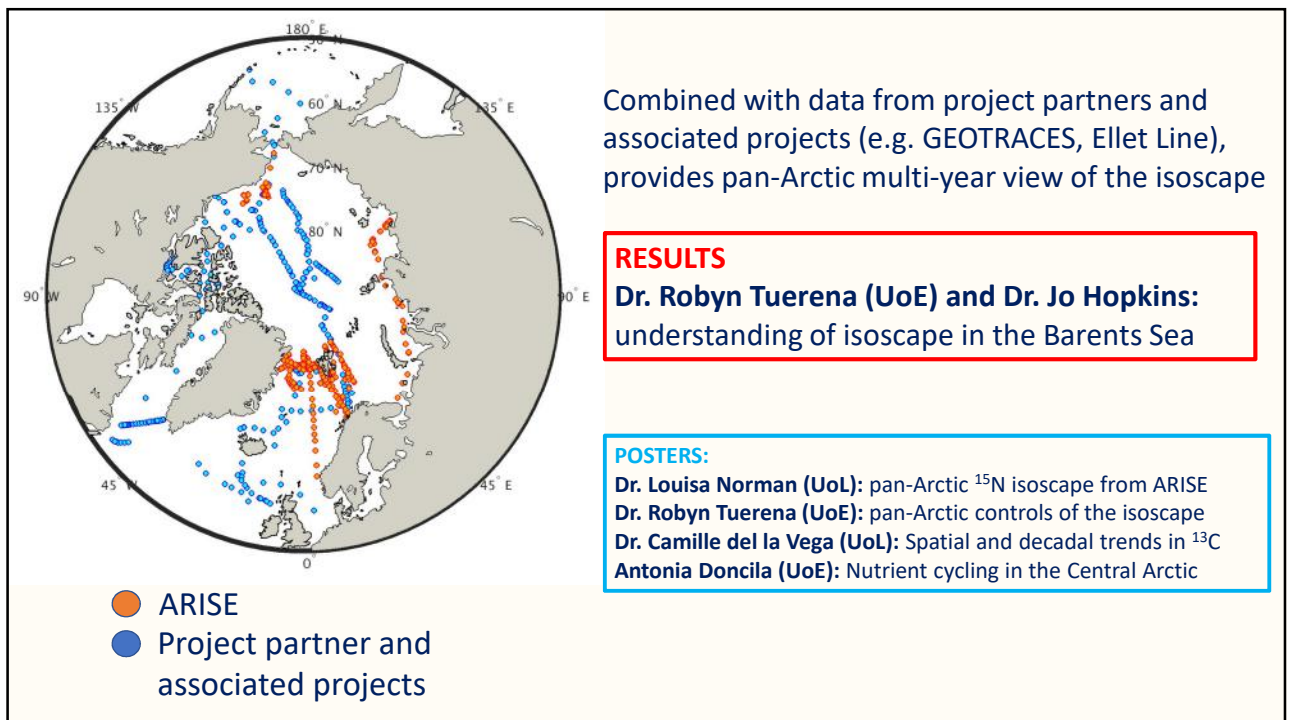 180° E
60° N
135° W
70° N
80° N
90° W
90° E
45° W
45° E
0°
ARISE
Project partner and
associated projects
Combined with data from project partners and
associated projects (e.g. GEOTRACES, Ellet Line),
provides pan-Arctic multi-year view of the isoscape
RESULTS
Dr. Robyn Tuerena (UoE) and Dr. Jo Hopkins:
understanding of isoscape in the Barents Sea
POSTERS:
Dr. Louisa Norman (UoL): pan-Arctic ¹⁵N isoscape from ARISE
Dr. Robyn Tuerena (UoE): pan-Arctic controls of the isoscape
Dr. Camille del la Vega (UoL): Spatial and decadal trends in ¹³C
Antonia Doncila (UoE): Nutrient cycling in the Central Arctic